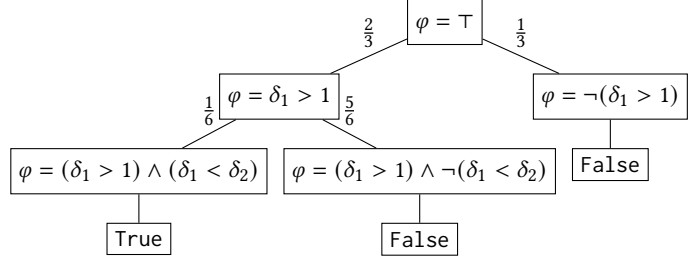 φ = ⊤
2/3
1/3
φ = δ₁ > 1
φ = ¬(δ₁ > 1)
1/6
5/6
φ = (δ₁ > 1) ∧ (δ₁ < δ₂)
φ = (δ₁ > 1) ∧ ¬(δ₁ < δ₂)
False
True
False